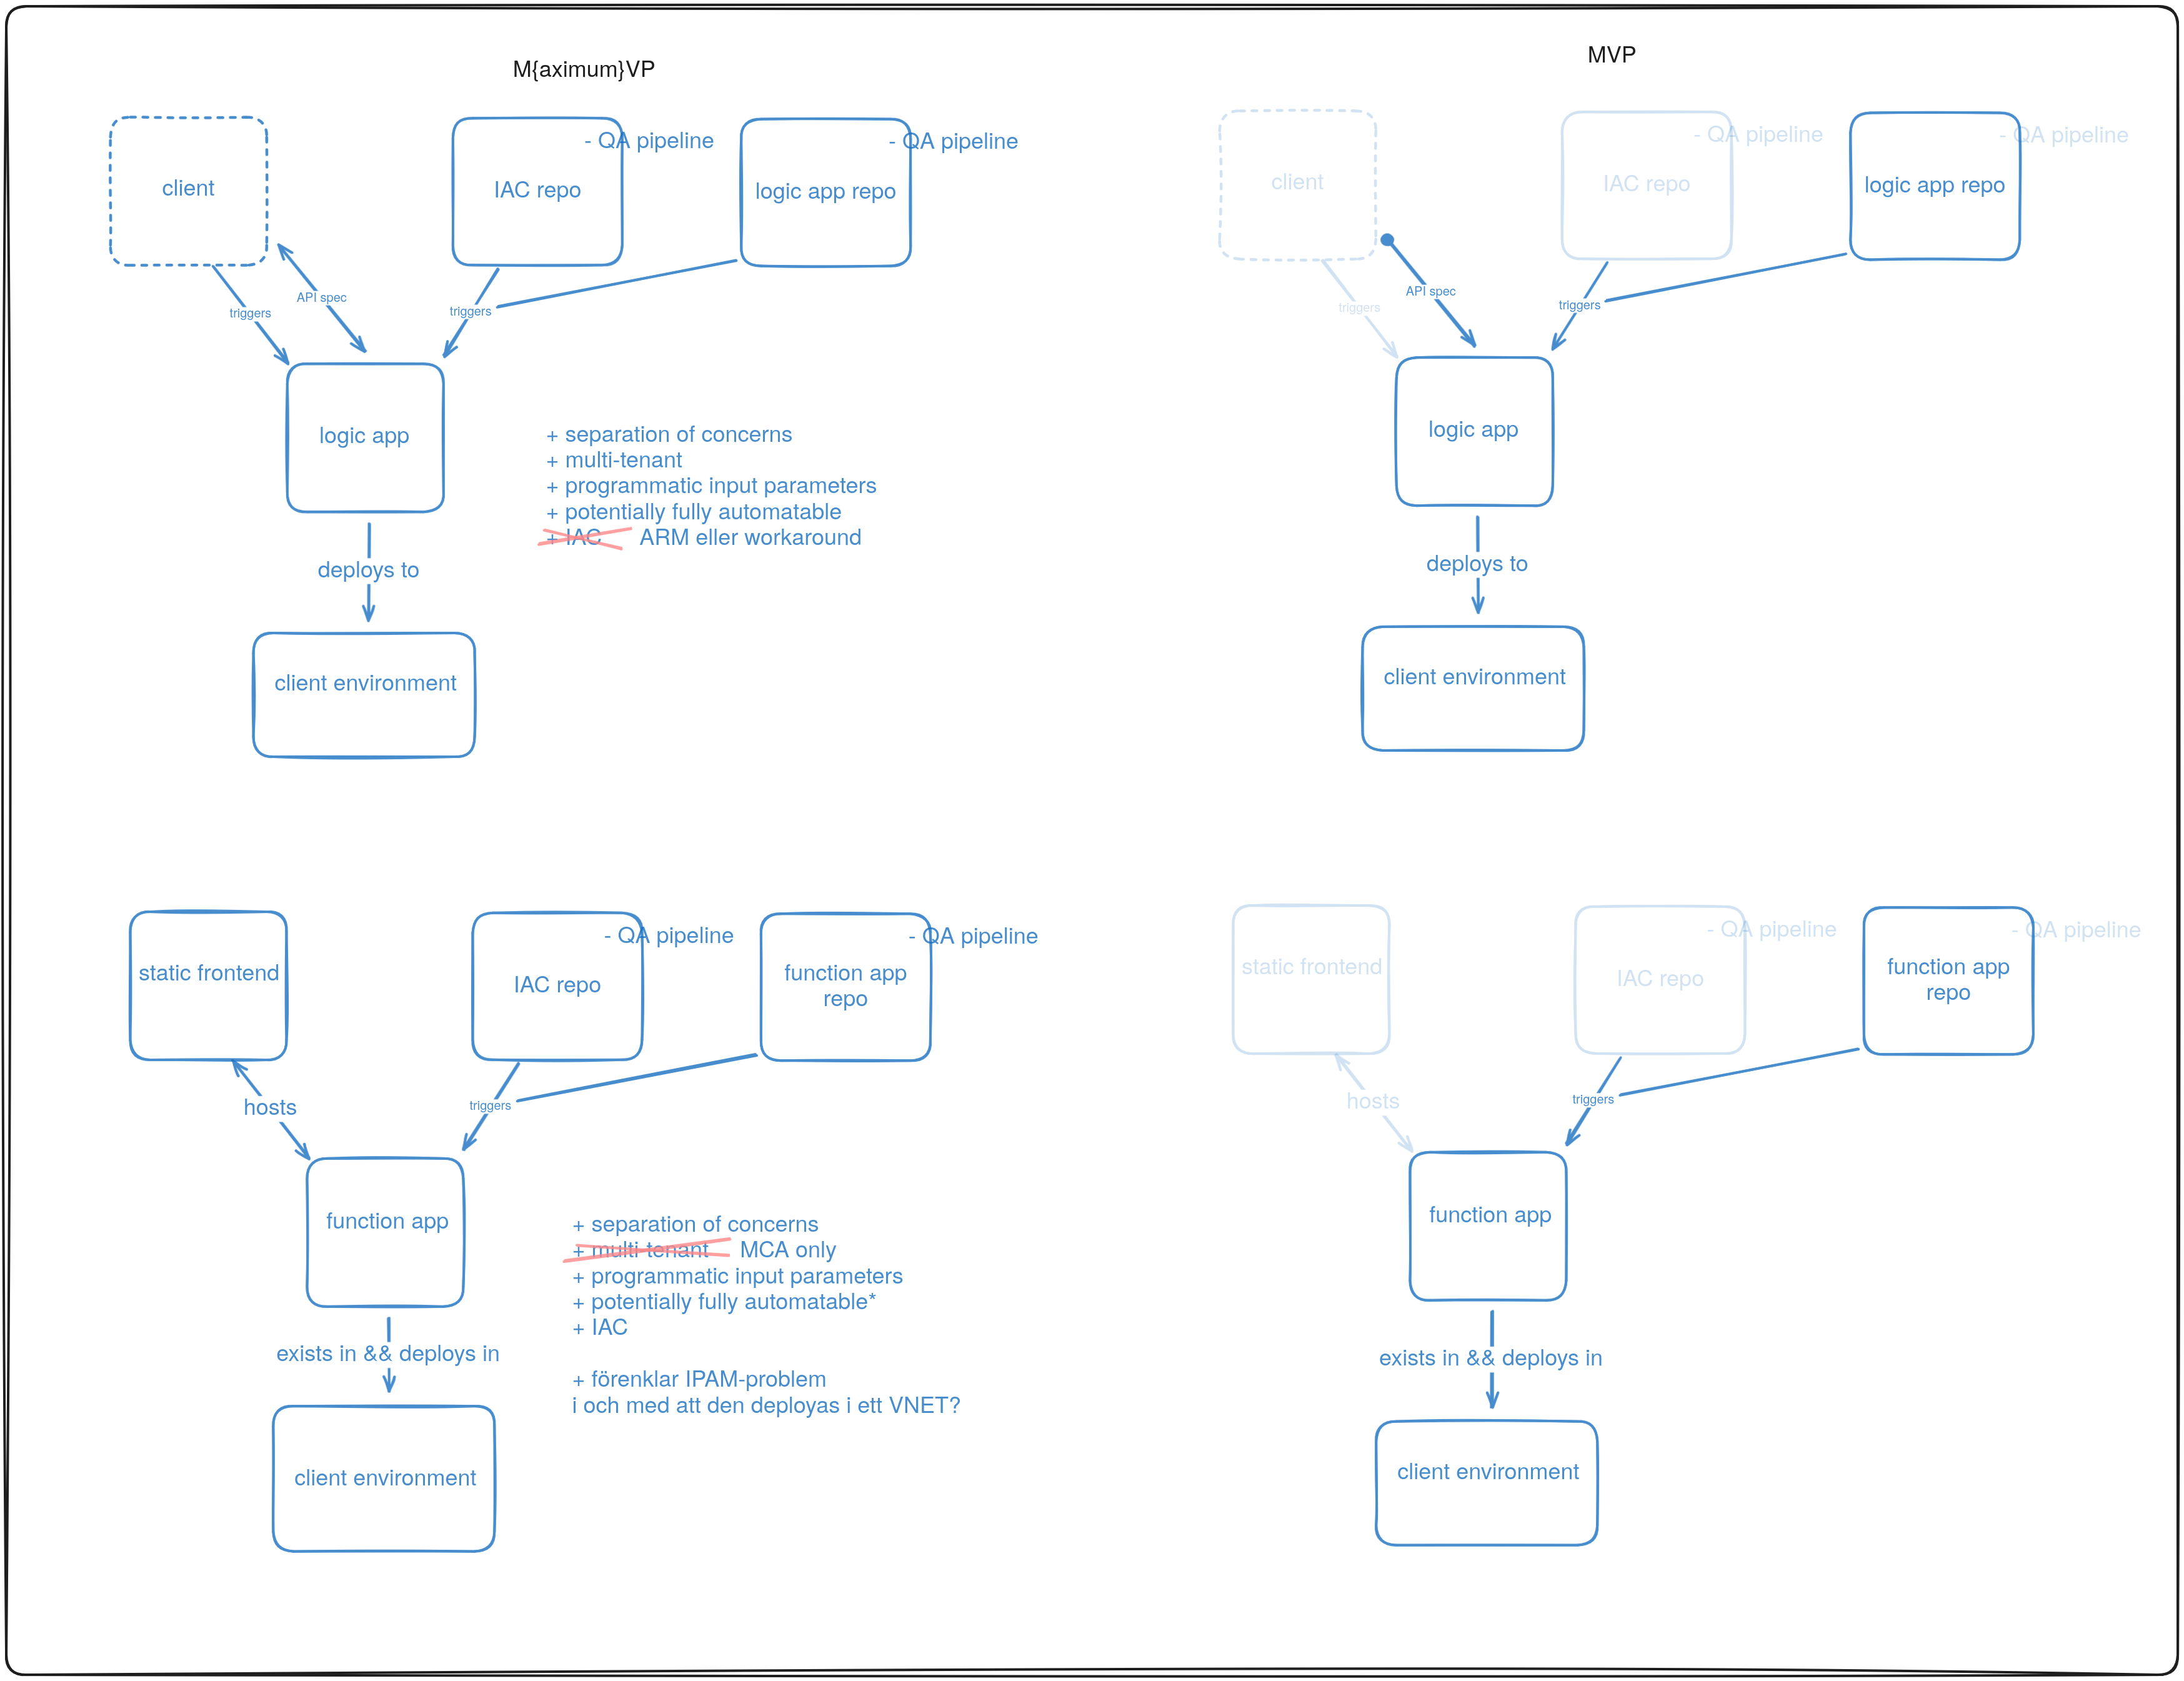 M{aximum}VP
client
- QA pipeline
IAC repo
- QA pipeline
logic app repo
API spec
triggers
triggers
logic app
+ separation of concerns
+ multi-tenant
+ programmatic input parameters
+ potentially fully automatable
+ IAC ARM eller workaround
deploys to
client environment
MVP
client
- QA pipeline
IAC repo
- QA pipeline
logic app repo
API spec
triggers
triggers
logic app
deploys to
client environment
static frontend
- QA pipeline
IAC repo
- QA pipeline
function app
repo
hosts
triggers
function app
+ separation of concerns
+ multi-tenant MCA only
+ programmatic input parameters
+ potentially fully automatable*
+ IAC
+ förenklar IPAM-problem
i och med att den deployas i ett VNET?
exists in && deploys in
client environment
static frontend
- QA pipeline
IAC repo
- QA pipeline
function app
repo
hosts
triggers
function app
exists in && deploys in
client environment